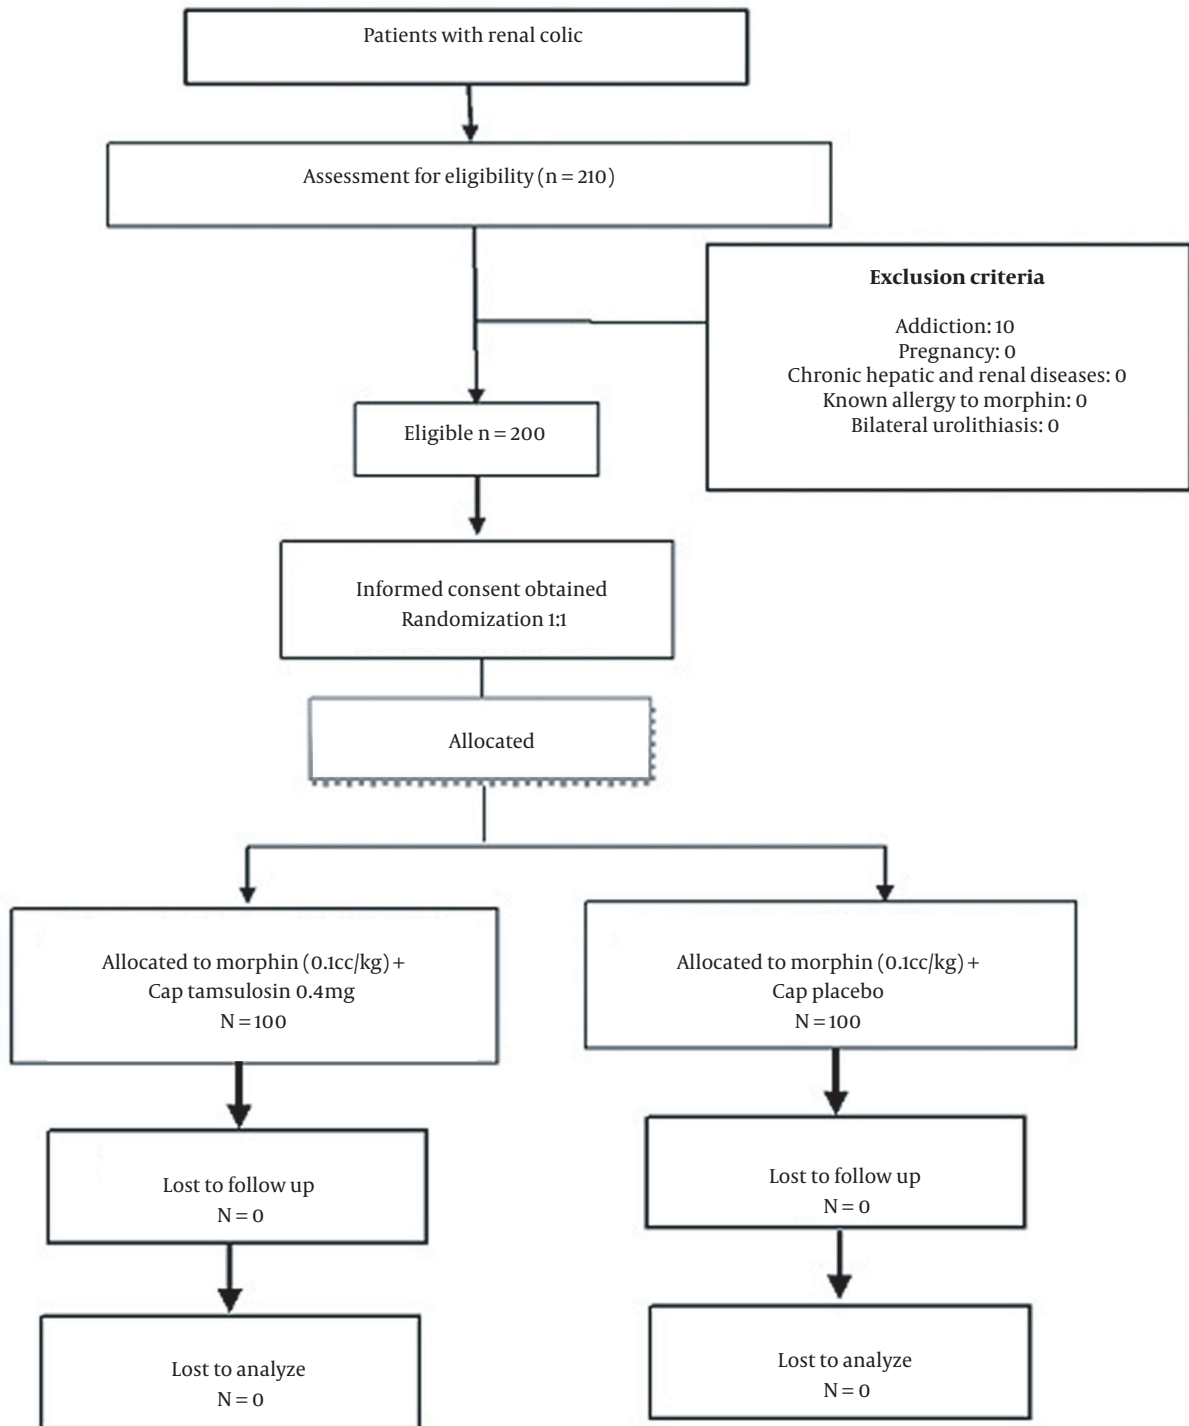 Patients with renal colic
Assessment for eligibility (n = 210)
Exclusion criteria
Addiction: 10
Pregnancy: 0
Chronic hepatic and renal diseases: 0
Known allergy to morphin: 0
Bilateral urolithiasis: 0
Eligible n = 200
Informed consent obtained
Randomization 1:1
Allocated
Allocated to morphin (0.1cc/kg) +
Cap tamsulosin 0.4mg
N = 100
Allocated to morphin (0.1cc/kg) +
Cap placebo
N = 100
Lost to follow up
N = 0
Lost to follow up
N = 0
Lost to analyze
N = 0
Lost to analyze
N = 0